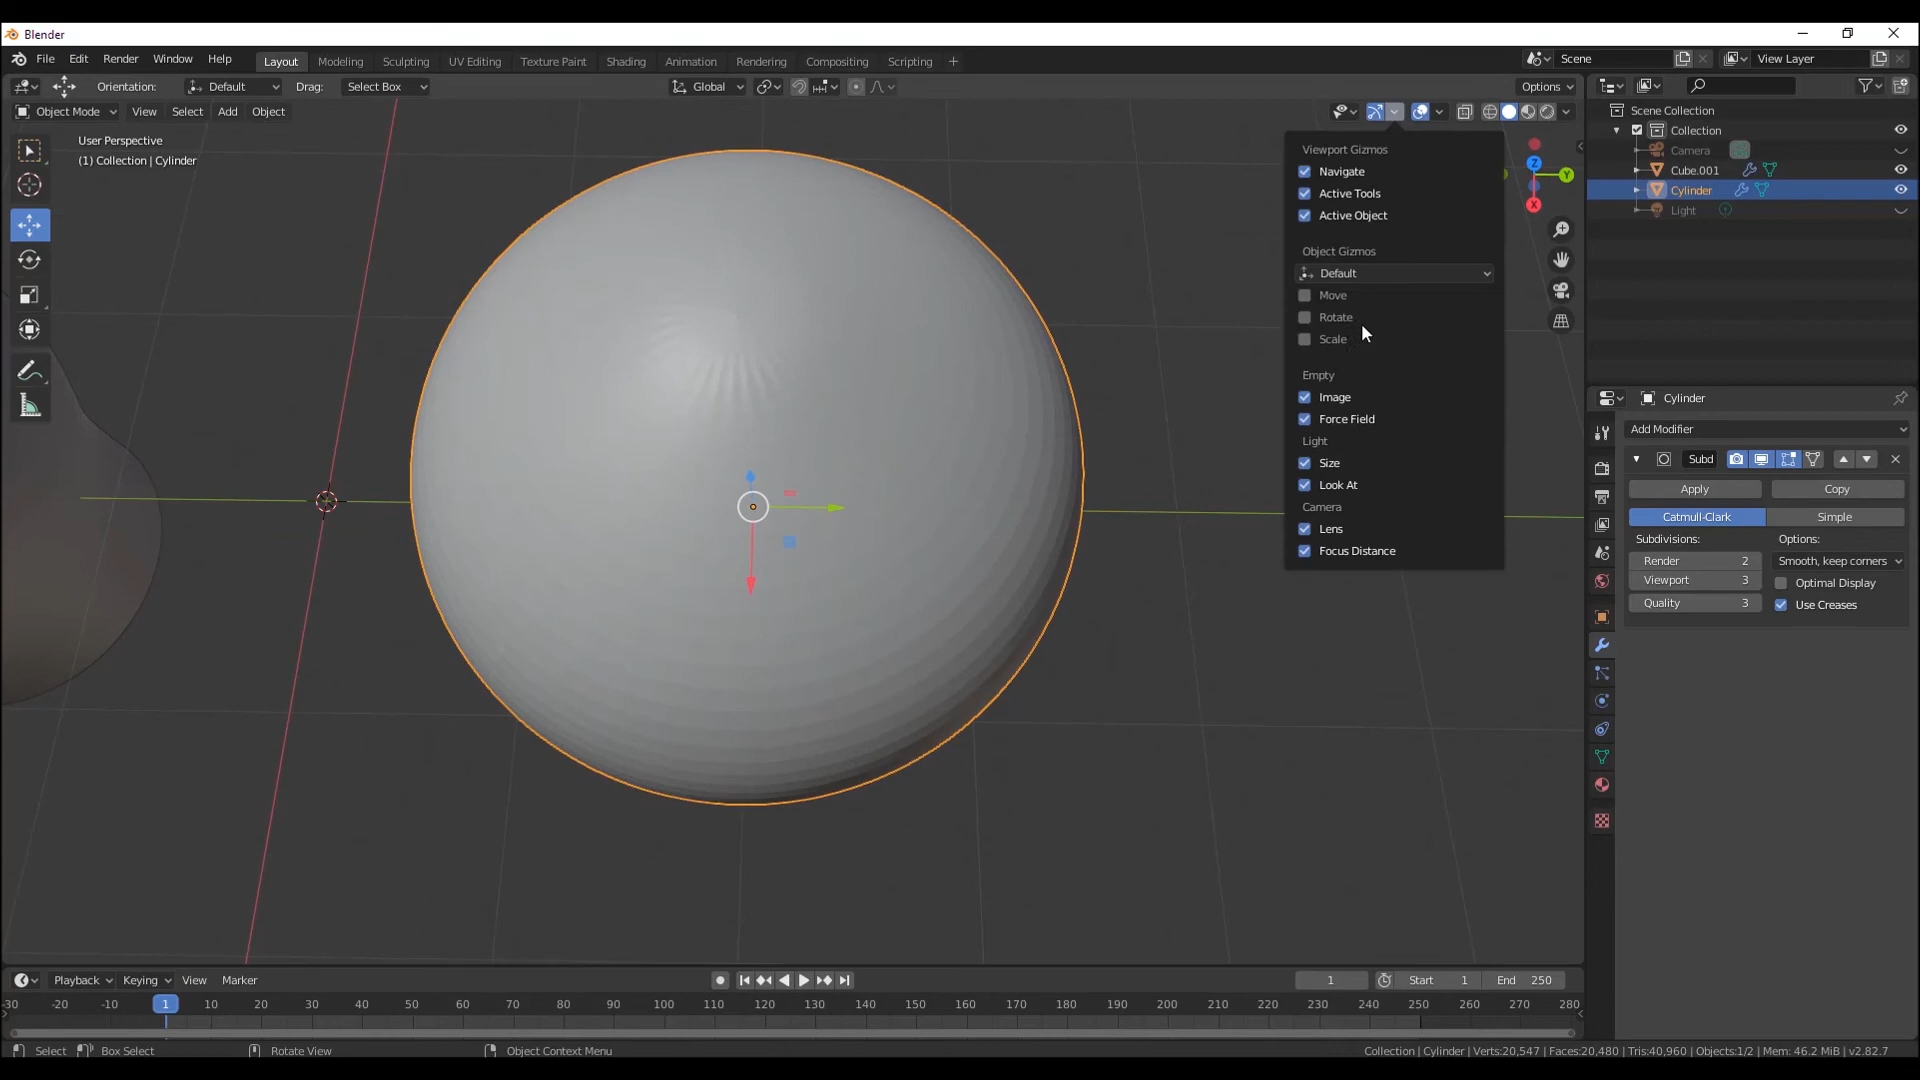 Blender
File Edit Render Window Help Layout Modeling Sculpting UV Editing Texture Paint Shading Animation Rendering Compositing Scripting + Scene View Layer
Orientation: Default Drag: Select Box Global Options
Object Mode View Select Add Object
User Perspective
(1) Collection | Cylinder
Viewport Gizmos
Navigate
Active Tools
Active Object
Object Gizmos
Default
Move
Rotate
Scale
Empty
Image
Force Field
Light
Size
Look At
Camera
Lens
Focus Distance
Z
Y
X
Scene Collection
Collection
Camera
Cube.001
Cylinder
Light
Cylinder
Add Modifier
Subd
Apply Copy
Catmull-Clark Simple
Subdivisions: Options:
Render 2 Smooth, keep corners
Viewport 3 Optimal Display
Quality 3 Use Creases
Playback Keying View Marker 1 Start 1 End 250
-30 -20 -10 1 10 20 30 40 50 60 70 80 90 100 110 120 130 140 150 160 170 180 190 200 210 220 230 240 250 260 270 280
Select Box Select Rotate View Object Context Menu Collection | Cylinder | Verts:20,547 | Faces:20,480 | Tris:40,960 | Objects:1/2 | Mem: 46.2 MiB | v2.82.7